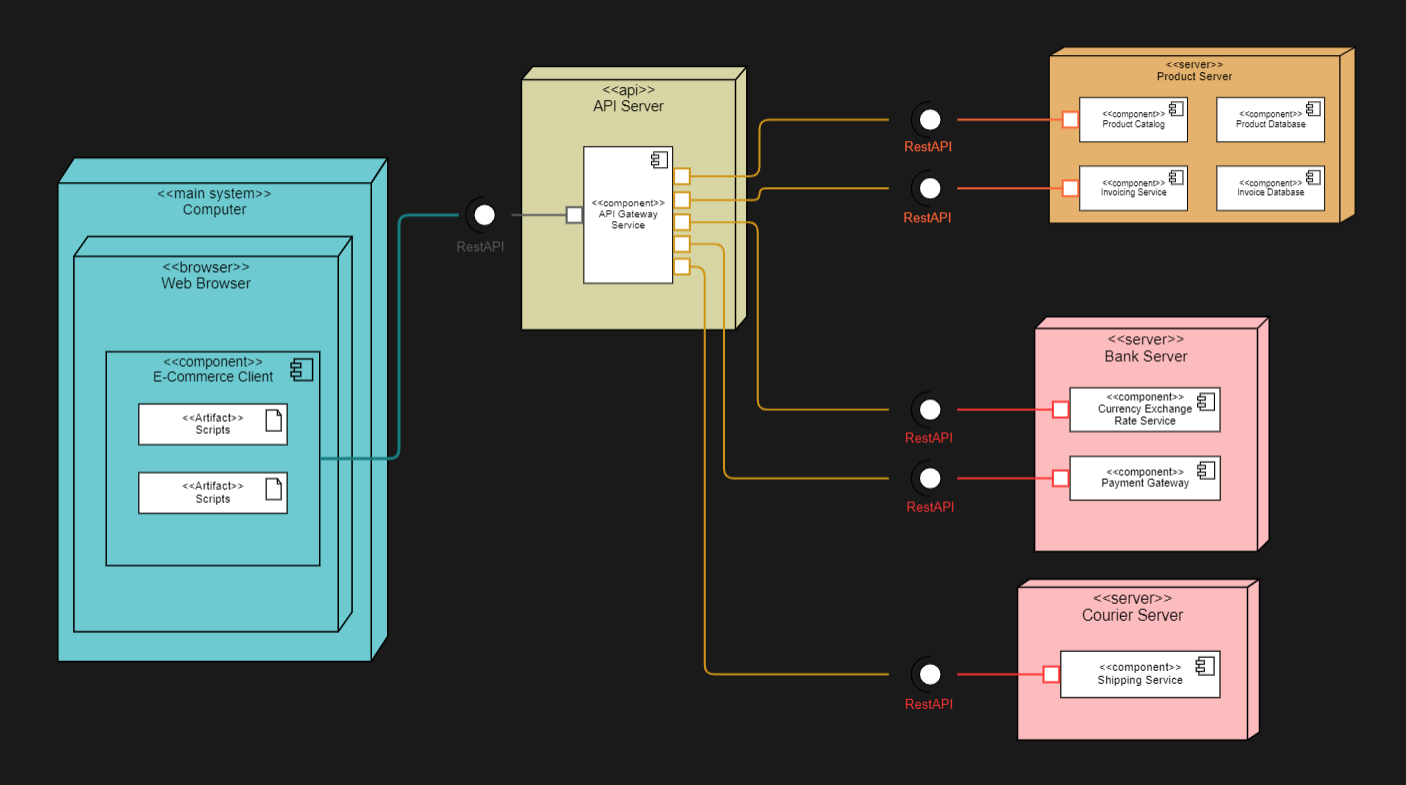 <<main system>>
Computer
<<browser>>
Web Browser
<<component>>
E-Commerce Client
<<Artifact>>
Scripts
<<Artifact>>
Scripts
RestAPI
<<api>>
API Server
<<component>>
API Gateway
Service
RestAPI
RestAPI
RestAPI
RestAPI
RestAPI
<<server>>
Product Server
<<component>>
Product Catalog
<<component>>
Product Database
<<component>>
Invoicing Service
<<component>>
Invoice Database
<<server>>
Bank Server
<<component>>
Currency Exchange
Rate Service
<<component>>
Payment Gateway
<<server>>
Courier Server
<<component>>
Shipping Service